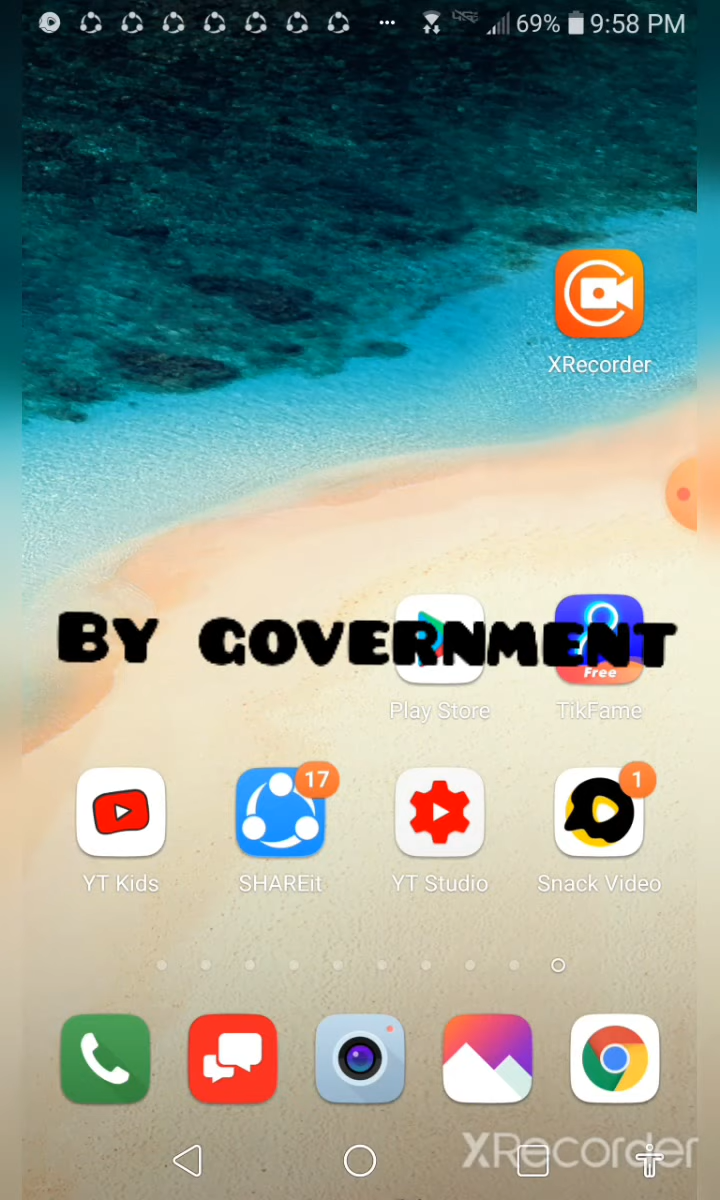 69% 9:58 PM
XRecorder
By government
Free
Play Store TikFame
17 1
YT Kids SHAREit YT Studio Snack Video
XRecorder